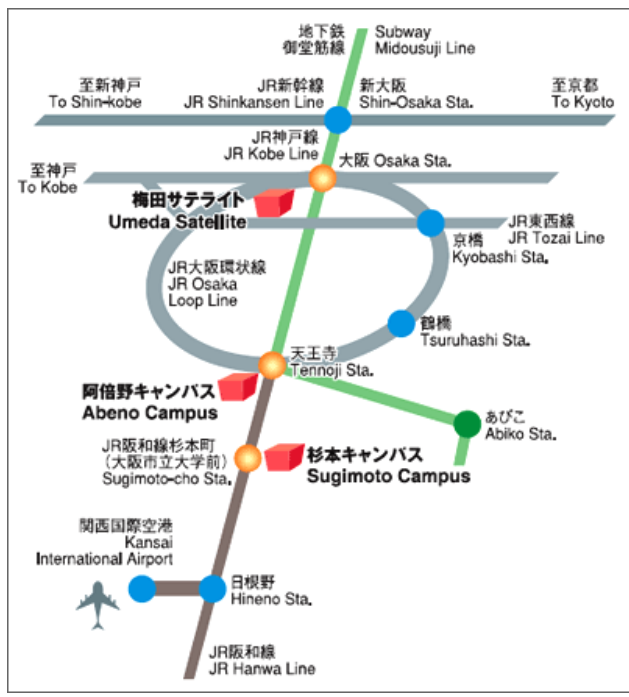 地下鉄
御堂筋線
Subway
Midousuji Line
至新神戸
To Shin-kobe
JR新幹線
JR Shinkansen Line
新大阪
Shin-Osaka Sta.
至京都
To Kyoto
JR神戸線
JR Kobe Line
至神戸
To Kobe
大阪 Osaka Sta.
梅田サテライト
Umeda Satellite
JR東西線
JR Tozai Line
京橋
Kyobashi Sta.
JR大阪環状線
JR Osaka
Loop Line
鶴橋
Tsuruhashi Sta.
天王寺
Tennoji Sta.
阿倍野キャンパス
Abeno Campus
あびこ
Abiko Sta.
JR阪和線杉本町
(大阪市立大学前)
Sugimoto-cho Sta.
杉本キャンパス
Sugimoto Campus
関西国際空港
Kansai
International Airport
日根野
Hineno Sta.
JR阪和線
JR Hanwa Line